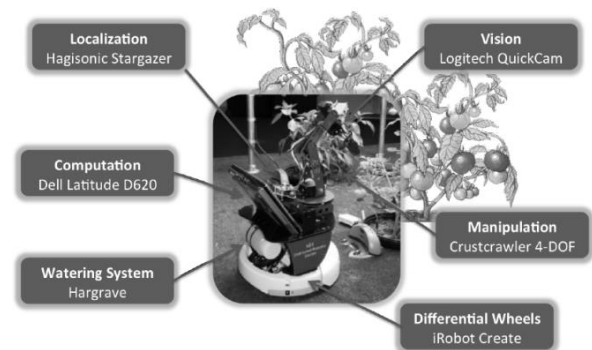 Localization
Hagisonic Stargazer
Vision
Logitech QuickCam
Computation
Dell Latitude D620
Manipulation
Crustcrawler 4-DOF
Watering System
Hargrave
Differential Wheels
iRobot Create